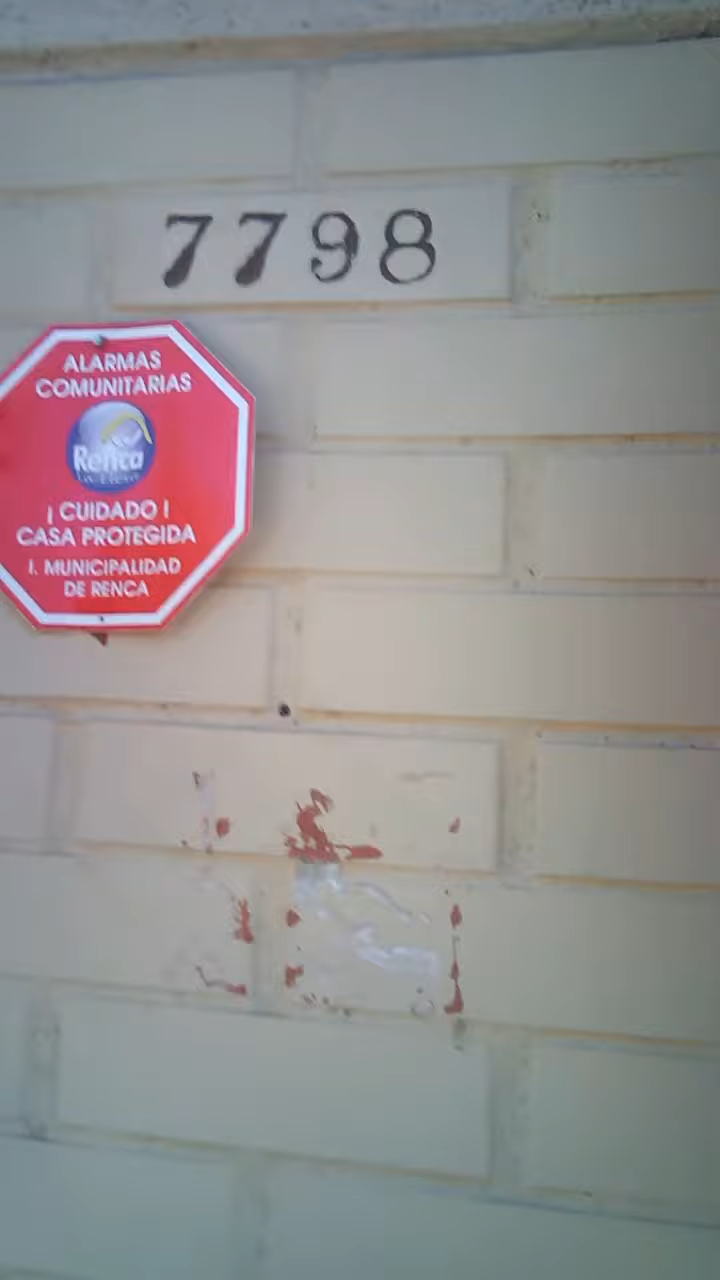 7798
ALARMAS
COMUNITARIAS
Renca
¡ CUIDADO !
CASA PROTEGIDA
I. MUNICIPALIDAD
DE RENCA